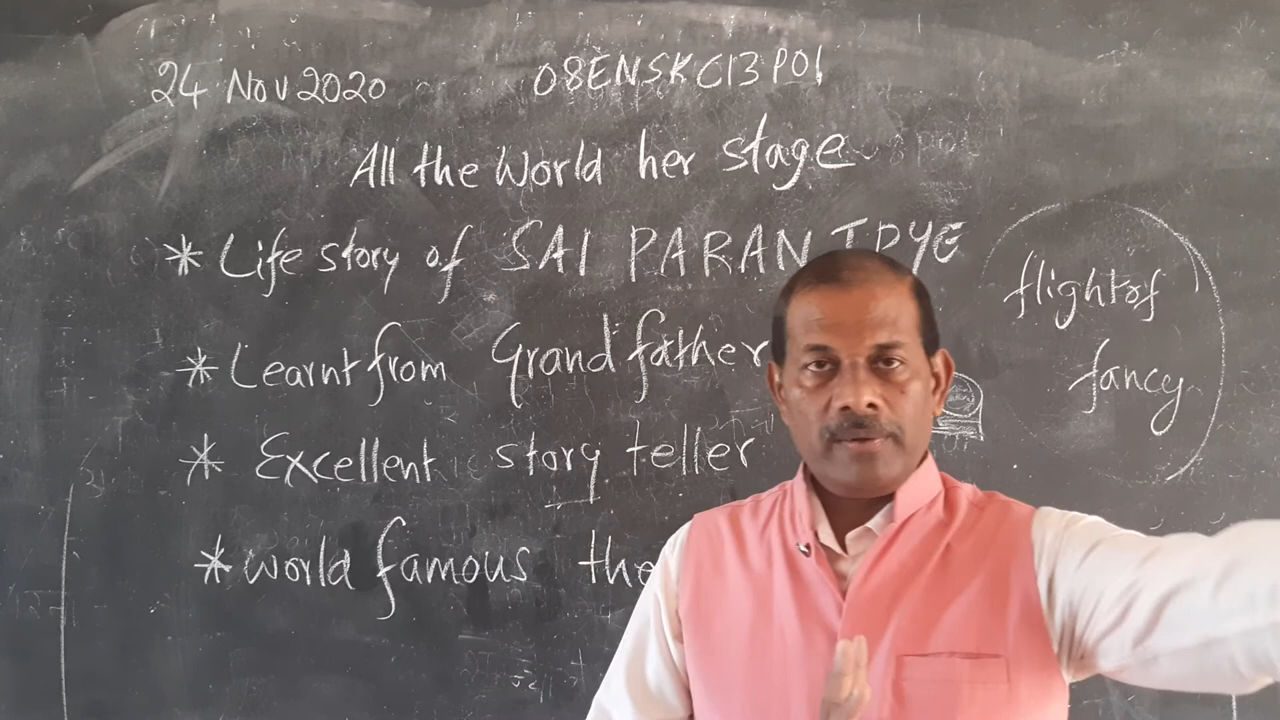 24 Nov 2020 08ENSKC13P01
All the World her stage
* Life story of SAI PARANJPYE
* Learnt from Grandfather
* Excellent story teller
* World famous the
flight of
fancy